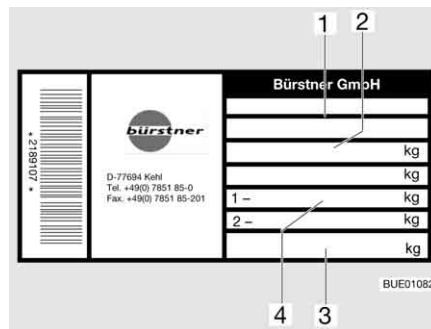 1 2
Bürstner GmbH
* 2189107 *
bürstner
D-77694 Kehl
Tel. +49(0) 7851 85-0
Fax. +49(0) 7851 85-201
kg
kg
1 – kg
2 – kg
kg
4 3
BUE01082